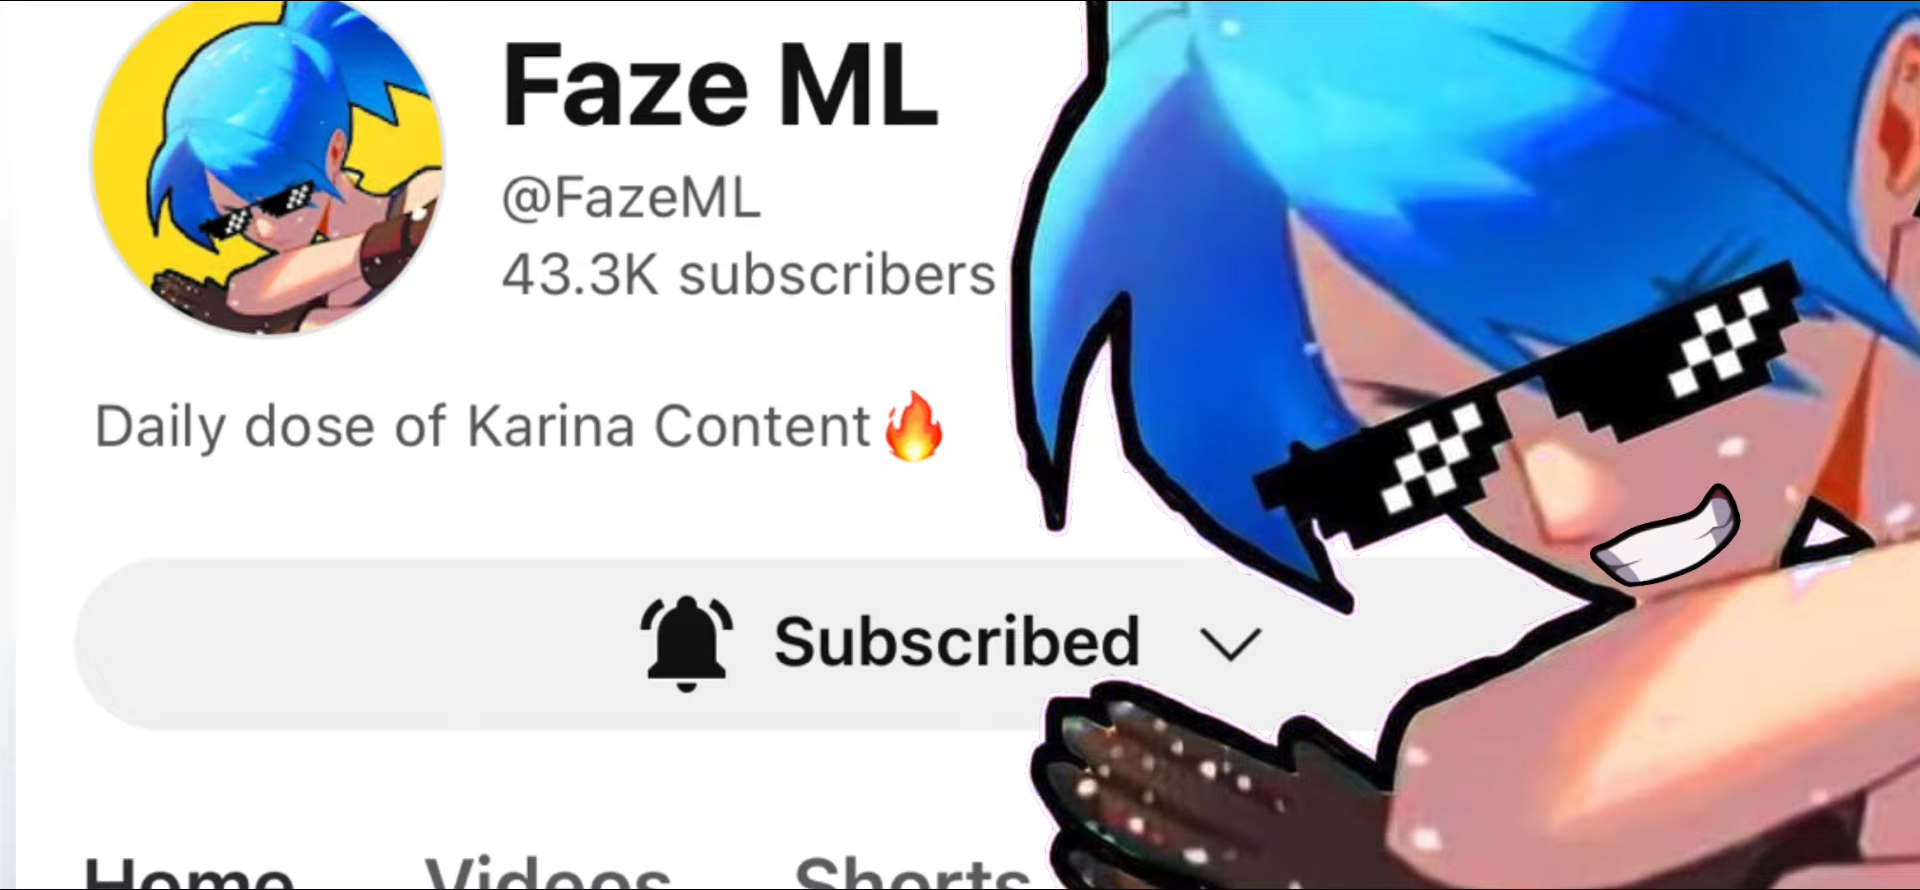 Faze ML
@FazeML
43.3K subscribers
Daily dose of Karina Content🔥
Subscribed
Home Videos Shorts